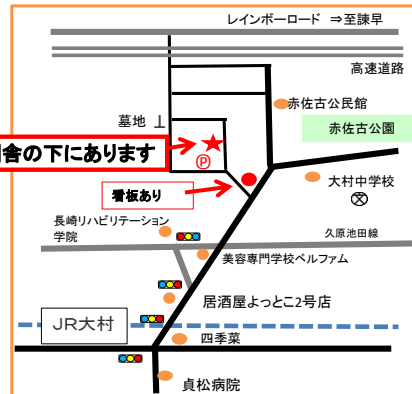 レインボーロード ⇒至諫早
高速道路
赤佐古公民館
墓地
赤佐古公園
舎の下にあります
P
看板あり
大村中学校
文
長崎リハビリテーション
学院
久原池田線
美容専門学校ベルファム
居酒屋よっとこ2号店
JR大村
四季菜
貞松病院